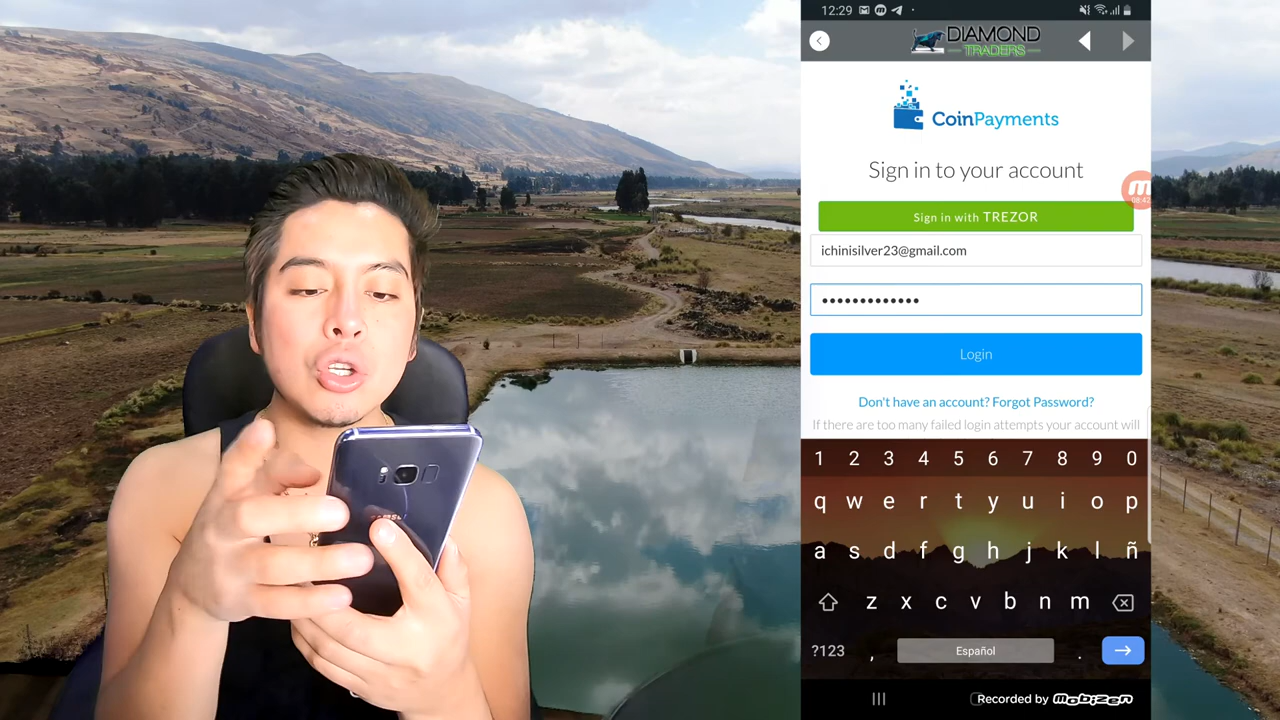 12:29
DIAMOND
TRADERS
CoinPayments
Sign in to your account
Sign in with TREZOR
ichinisilver23@gmail.com
Login
Don't have an account? Forgot Password?
If there are too many failed login attempts your account will
1 2 3 4 5 6 7 8 9 0
q w e r t y u i o p
a s d f g h j k l ñ
z x c v b n m
?123 , Español .
Recorded by mobizen
SAMSUNG